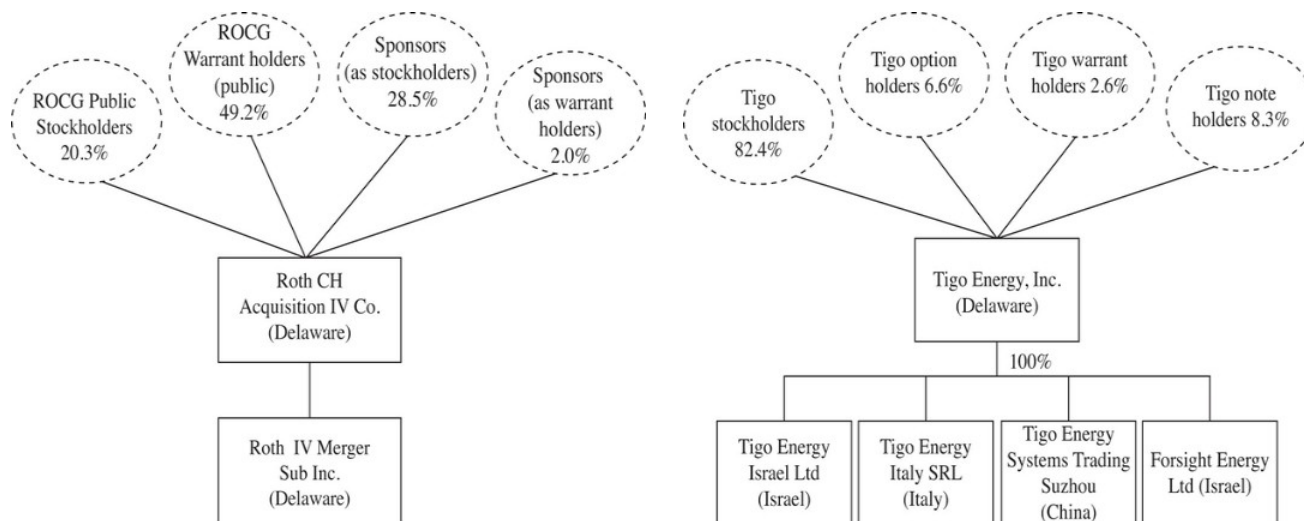 ROCG Public
Stockholders
20.3%
ROCG
Warrant holders
(public)
49.2%
Sponsors
(as stockholders)
28.5%
Sponsors
(as warrant
holders)
2.0%
Roth CH
Acquisition IV Co.
(Delaware)
Roth IV Merger
Sub Inc.
(Delaware)
Tigo
stockholders
82.4%
Tigo option
holders 6.6%
Tigo warrant
holders 2.6%
Tigo note
holders 8.3%
Tigo Energy, Inc.
(Delaware)
100%
Tigo Energy
Israel Ltd
(Israel)
Tigo Energy
Italy SRL
(Italy)
Tigo Energy
Systems Trading
Suzhou
(China)
Forsight Energy
Ltd (Israel)